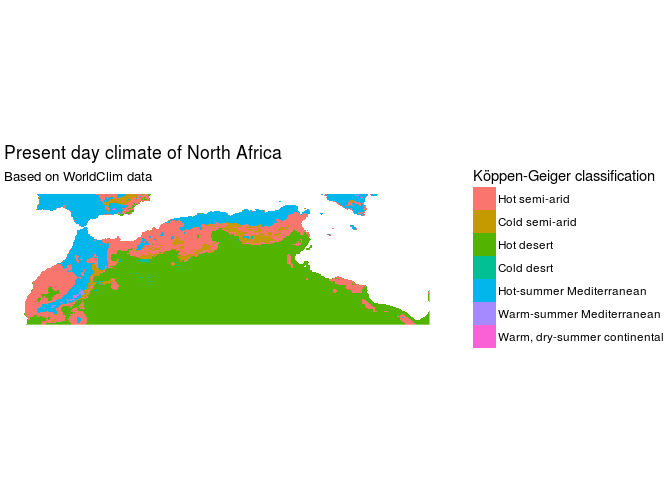 Present day climate of North Africa
Based on WorldClim data
Köppen-Geiger classification
Hot semi-arid
Cold semi-arid
Hot desert
Cold desrt
Hot-summer Mediterranean
Warm-summer Mediterranean
Warm, dry-summer continental